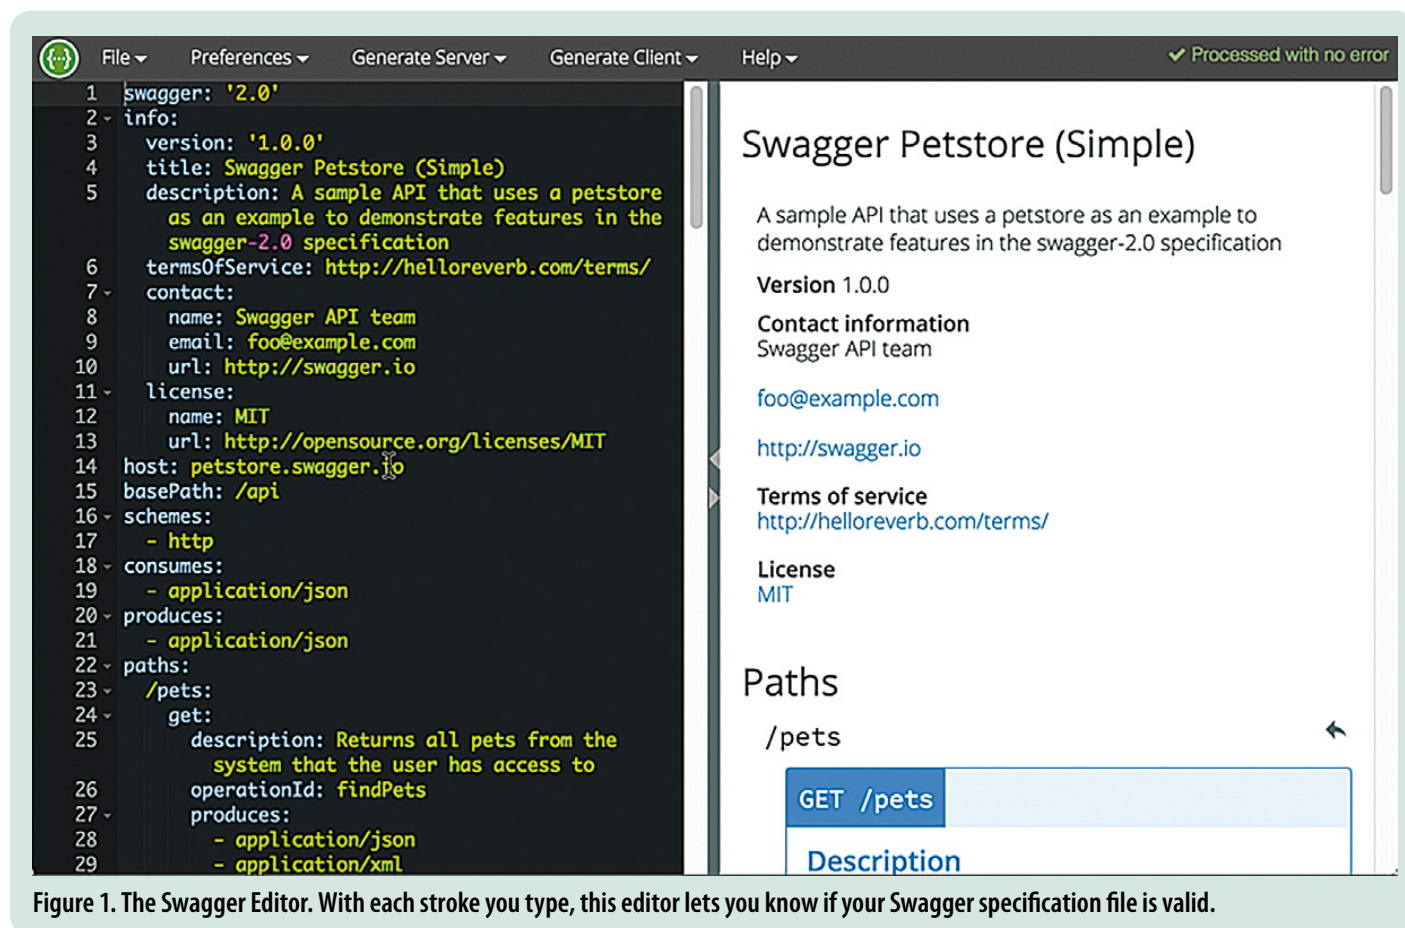 File Preferences Generate Server Generate Client Help ✔ Processed with no error
1 swagger: '2.0'
2 info:
3 version: '1.0.0'
4 title: Swagger Petstore (Simple)
5 description: A sample API that uses a petstore
as an example to demonstrate features in the
swagger-2.0 specification
6 termsOfService: http://helloreverb.com/terms/
7 contact:
8 name: Swagger API team
9 email: foo@example.com
10 url: http://swagger.io
11 license:
12 name: MIT
13 url: http://opensource.org/licenses/MIT
14 host: petstore.swagger.io
15 basePath: /api
16 schemes:
17 - http
18 consumes:
19 - application/json
20 produces:
21 - application/json
22 paths:
23 /pets:
24 get:
25 description: Returns all pets from the
system that the user has access to
26 operationId: findPets
27 produces:
28 - application/json
29 - application/xml
Swagger Petstore (Simple)
A sample API that uses a petstore as an example to
demonstrate features in the swagger-2.0 specification
Version 1.0.0
Contact information
Swagger API team
foo@example.com
http://swagger.io
Terms of service
http://helloreverb.com/terms/
License
MIT
Paths
/pets
GET /pets
Description
Figure 1. The Swagger Editor. With each stroke you type, this editor lets you know if your Swagger specification file is valid.